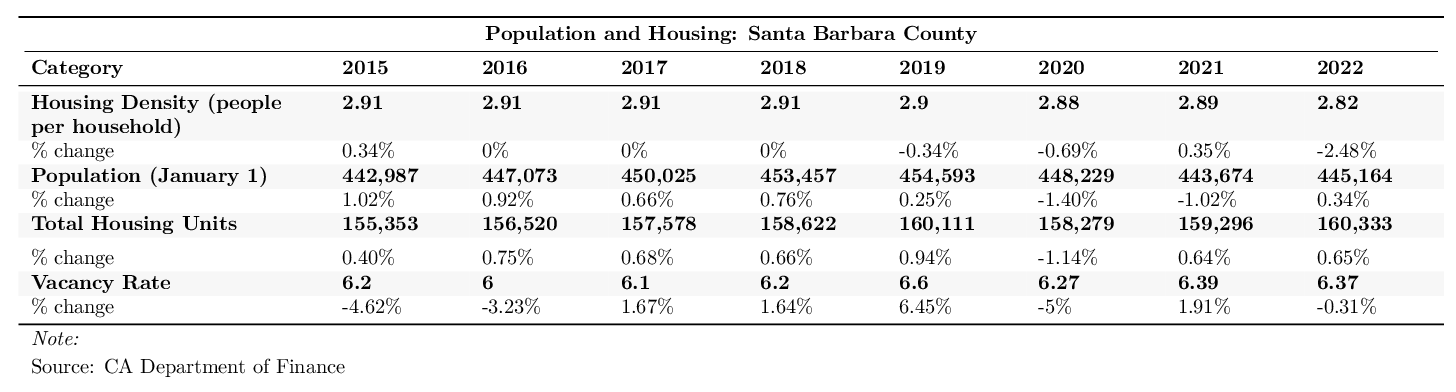 Population and Housing: Santa Barbara County
Category 2015 2016 2017 2018 2019 2020 2021 2022
Housing Density (people 2.91 2.91 2.91 2.91 2.9 2.88 2.89 2.82
per household)
% change 0.34% 0% 0% 0% -0.34% -0.69% 0.35% -2.48%
Population (January 1) 442,987 447,073 450,025 453,457 454,593 448,229 443,674 445,164
% change 1.02% 0.92% 0.66% 0.76% 0.25% -1.40% -1.02% 0.34%
Total Housing Units 155,353 156,520 157,578 158,622 160,111 158,279 159,296 160,333
% change 0.40% 0.75% 0.68% 0.66% 0.94% -1.14% 0.64% 0.65%
Vacancy Rate 6.2 6 6.1 6.2 6.6 6.27 6.39 6.37
% change -4.62% -3.23% 1.67% 1.64% 6.45% -5% 1.91% -0.31%
Note:
Source: CA Department of Finance